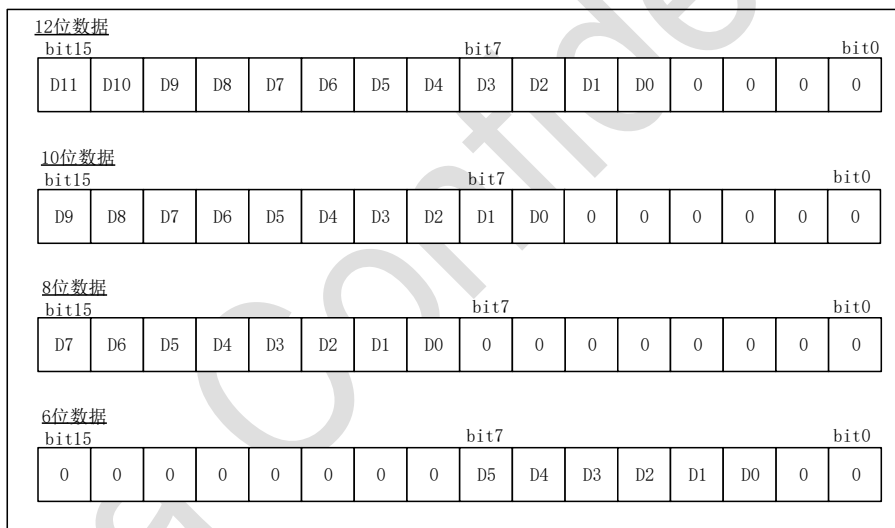 12位数据
bit15 bit7 bit0
D11 D10 D9 D8 D7 D6 D5 D4 D3 D2 D1 D0 0 0 0 0
10位数据
bit15 bit7 bit0
D9 D8 D7 D6 D5 D4 D3 D2 D1 D0 0 0 0 0 0 0
8位数据
bit15 bit7 bit0
D7 D6 D5 D4 D3 D2 D1 D0 0 0 0 0 0 0 0 0
6位数据
bit15 bit7 bit0
0 0 0 0 0 0 0 0 D5 D4 D3 D2 D1 D0 0 0